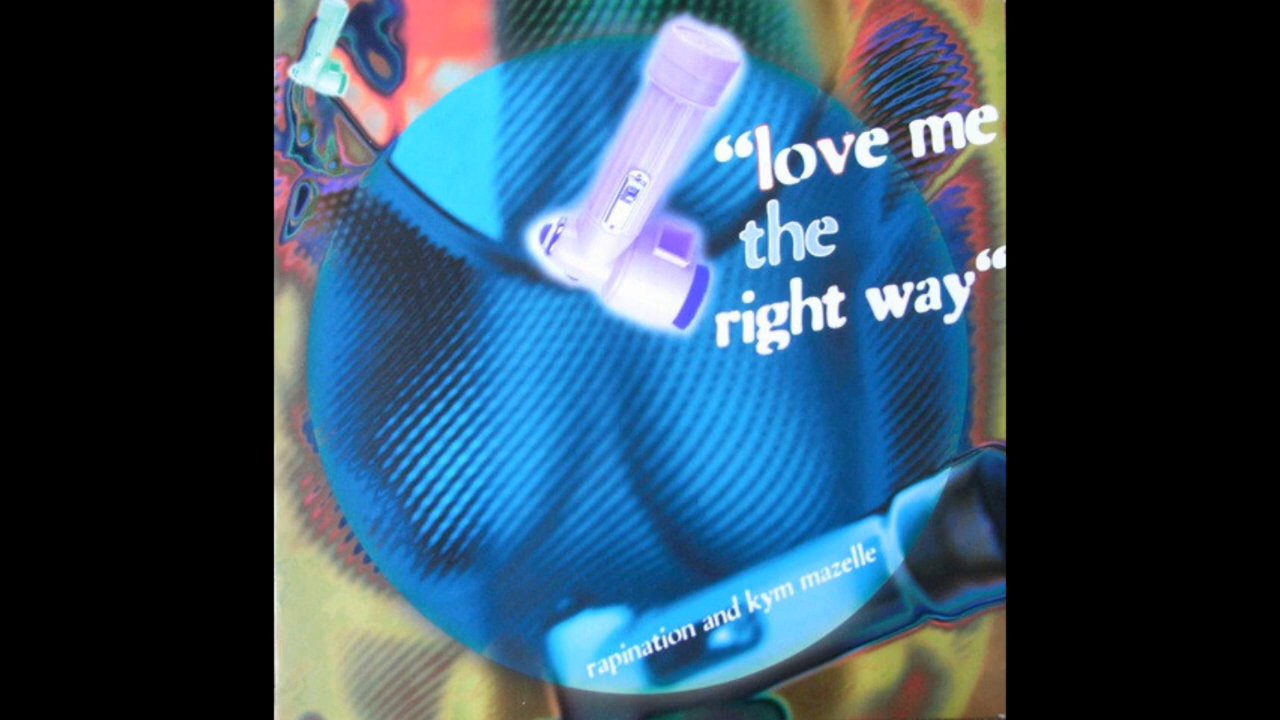 “love me
the
right way“
rapination and kym mazelle